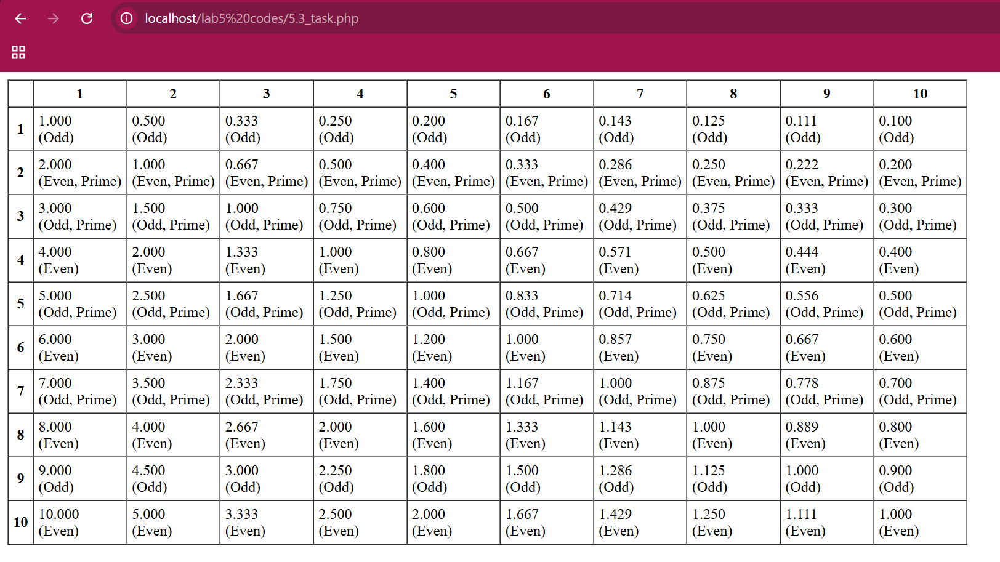 localhost/lab5%20codes/5.3_task.php
1 2 3 4 5 6 7 8 9 10
1 1.000 0.500 0.333 0.250 0.200 0.167 0.143 0.125 0.111 0.100
(Odd) (Odd) (Odd) (Odd) (Odd) (Odd) (Odd) (Odd) (Odd) (Odd)
2 2.000 1.000 0.667 0.500 0.400 0.333 0.286 0.250 0.222 0.200
(Even, Prime) (Even, Prime) (Even, Prime) (Even, Prime) (Even, Prime) (Even, Prime) (Even, Prime) (Even, Prime) (Even, Prime) (Even, Prime)
3 3.000 1.500 1.000 0.750 0.600 0.500 0.429 0.375 0.333 0.300
(Odd, Prime) (Odd, Prime) (Odd, Prime) (Odd, Prime) (Odd, Prime) (Odd, Prime) (Odd, Prime) (Odd, Prime) (Odd, Prime) (Odd, Prime)
4 4.000 2.000 1.333 1.000 0.800 0.667 0.571 0.500 0.444 0.400
(Even) (Even) (Even) (Even) (Even) (Even) (Even) (Even) (Even) (Even)
5 5.000 2.500 1.667 1.250 1.000 0.833 0.714 0.625 0.556 0.500
(Odd, Prime) (Odd, Prime) (Odd, Prime) (Odd, Prime) (Odd, Prime) (Odd, Prime) (Odd, Prime) (Odd, Prime) (Odd, Prime) (Odd, Prime)
6 6.000 3.000 2.000 1.500 1.200 1.000 0.857 0.750 0.667 0.600
(Even) (Even) (Even) (Even) (Even) (Even) (Even) (Even) (Even) (Even)
7 7.000 3.500 2.333 1.750 1.400 1.167 1.000 0.875 0.778 0.700
(Odd, Prime) (Odd, Prime) (Odd, Prime) (Odd, Prime) (Odd, Prime) (Odd, Prime) (Odd, Prime) (Odd, Prime) (Odd, Prime) (Odd, Prime)
8 8.000 4.000 2.667 2.000 1.600 1.333 1.143 1.000 0.889 0.800
(Even) (Even) (Even) (Even) (Even) (Even) (Even) (Even) (Even) (Even)
9 9.000 4.500 3.000 2.250 1.800 1.500 1.286 1.125 1.000 0.900
(Odd) (Odd) (Odd) (Odd) (Odd) (Odd) (Odd) (Odd) (Odd) (Odd)
10 10.000 5.000 3.333 2.500 2.000 1.667 1.429 1.250 1.111 1.000
(Even) (Even) (Even) (Even) (Even) (Even) (Even) (Even) (Even) (Even)